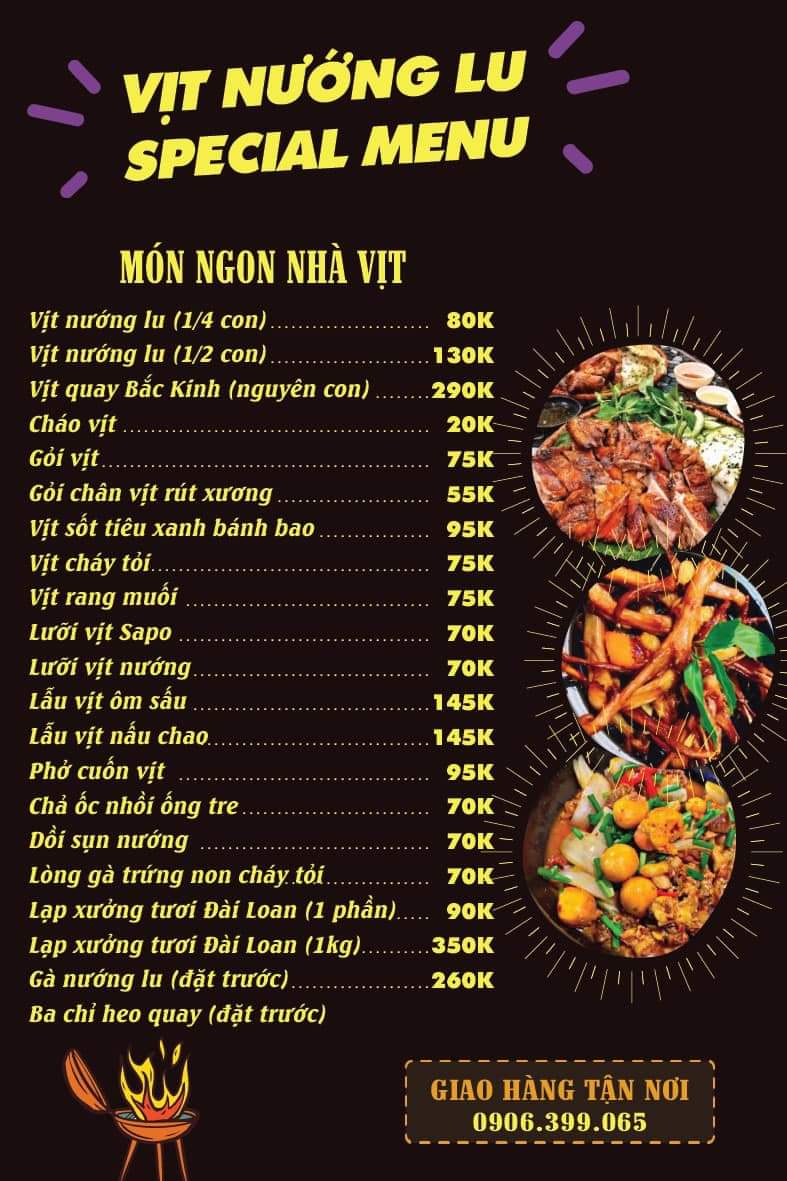 VỊT NƯỚNG LU
SPECIAL MENU
MÓN NGON NHÀ VỊT
Vịt nướng lu (1/4 con) ........................ 80K
Vịt nướng lu (1/2 con) ........................ 130K
Vịt quay Bắc Kinh (nguyên con) ........ 290K
Cháo vịt ............................................. 20K
Gỏi vịt ................................................ 75K
Gỏi chân vịt rút xương ....................... 55K
Vịt sốt tiêu xanh bánh bao ................. 95K
Vịt cháy tỏi ......................................... 75K
Vịt rang muối ..................................... 75K
Lưỡi vịt Sapo ...................................... 70K
Lưỡi vịt nướng .................................... 70K
Lẩu vịt ôm sấu .................................... 145K
Lẩu vịt nấu chao ................................. 145K
Phở cuốn vịt ....................................... 95K
Chả ốc nhồi ống tre ............................ 70K
Dồi sụn nướng .................................... 70K
Lòng gà trứng non cháy tỏi ................ 70K
Lạp xưởng tươi Đài Loan (1 phần) ..... 90K
Lạp xưởng tươi Đài Loan (1kg) .......... 350K
Gà nướng lu (đặt trước) ..................... 260K
Ba chỉ heo quay (đặt trước)
GIAO HÀNG TẬN NƠI
0906.399.065